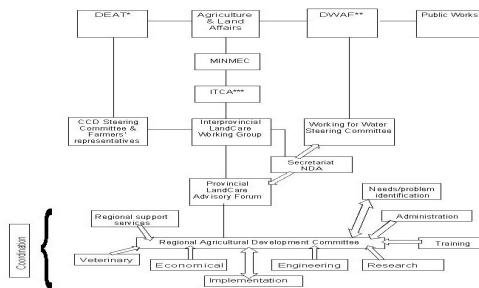 DEAT*
Agriculture
& Land
Affairs
DWAF**
Public Works
MINMEC
ITCA***
CCD Steering
Committee &
Farmers'
representatives
Interprovincial
LandCare
Working Group
Working for Water
Steering Committee
Secretariat
NDA
Provincial
LandCare
Advisory Forum
Needs/problem
identification
Regional support
services
Administration
Regional Agricultural Development Committee
Training
Veterinary
Economical
Engineering
Research
Implementation
Coordination